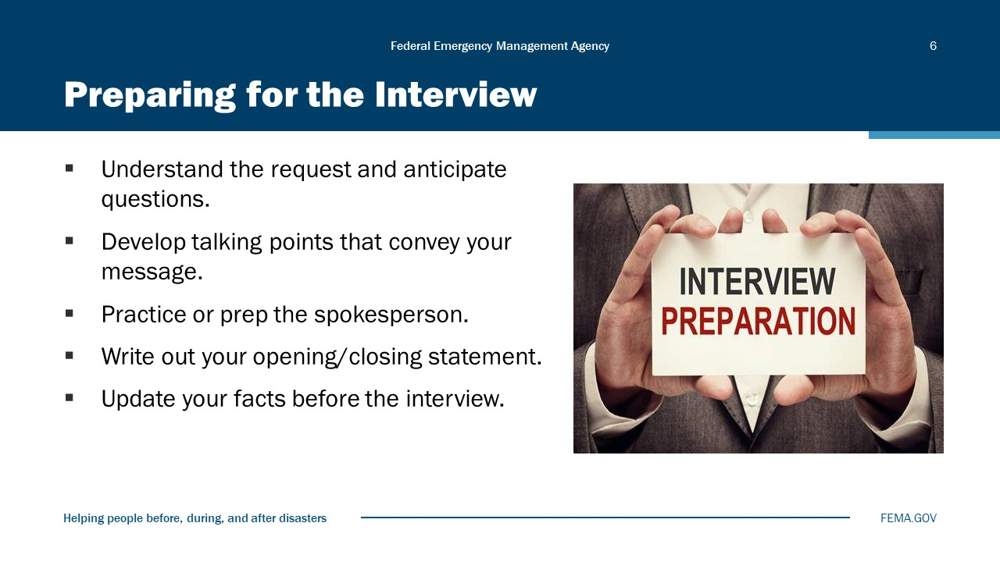 Federal Emergency Management Agency
6
Preparing for the Interview
▪ Understand the request and anticipate
questions.
▪ Develop talking points that convey your
message.
▪ Practice or prep the spokesperson.
▪ Write out your opening/closing statement.
▪ Update your facts before the interview.
INTERVIEW
PREPARATION
Helping people before, during, and after disasters
FEMA.GOV